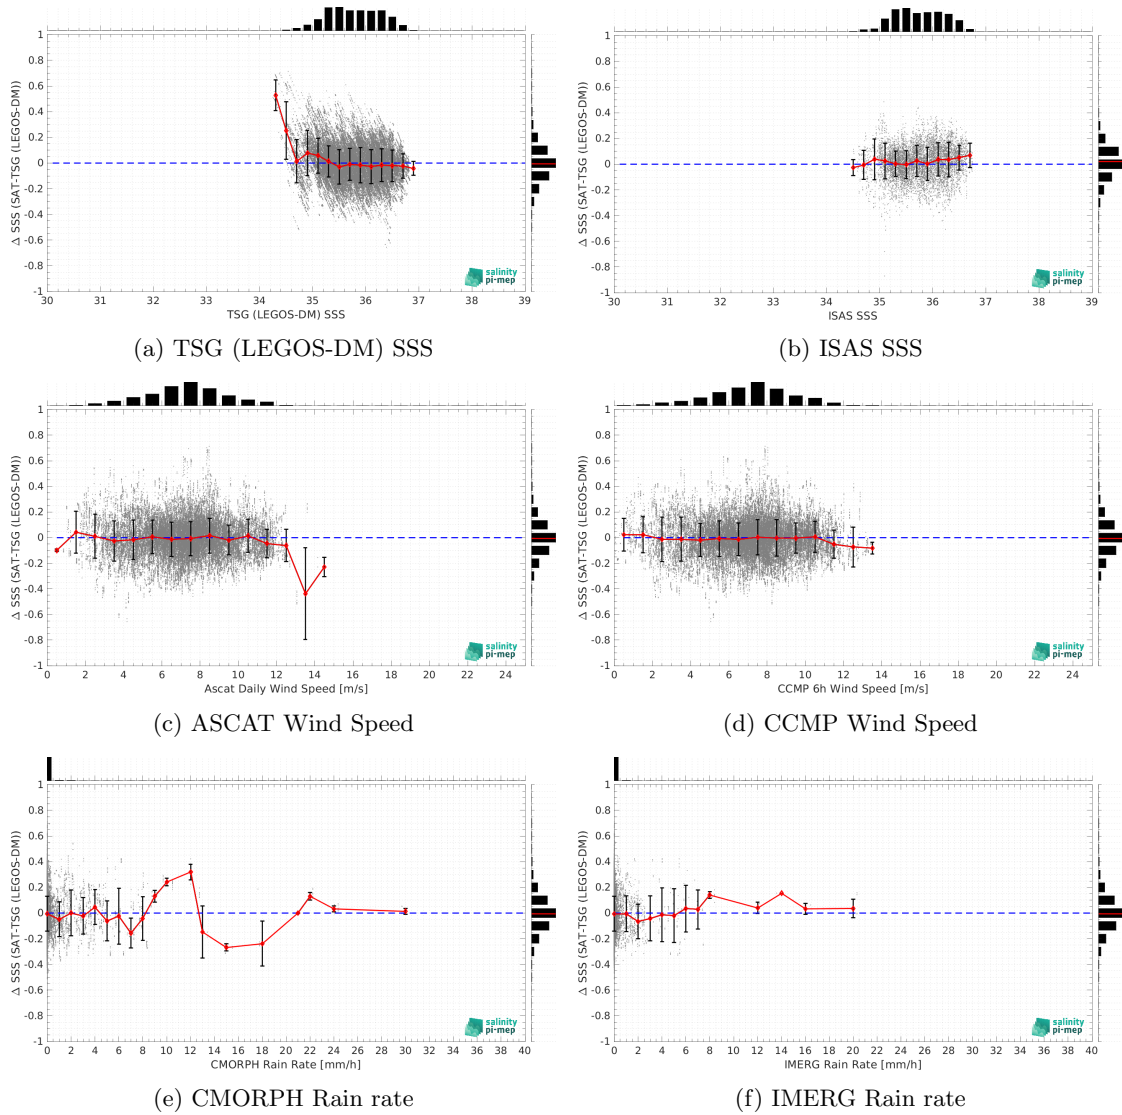 1
0.8
0.6
0.4
0.2
0
-0.2
-0.4
-0.6
-0.8
-1
Δ SSS (SAT-TSG (LEGOS-DM))
salinity
pi-mep
30 31 32 33 34 35 36 37 38 39
TSG (LEGOS-DM) SSS
(a) TSG (LEGOS-DM) SSS
1
0.8
0.6
0.4
0.2
0
-0.2
-0.4
-0.6
-0.8
-1
Δ SSS (SAT-TSG (LEGOS-DM))
salinity
pi-mep
30 31 32 33 34 35 36 37 38 39
ISAS SSS
(b) ISAS SSS
1
0.8
0.6
0.4
0.2
0
-0.2
-0.4
-0.6
-0.8
-1
Δ SSS (SAT-TSG (LEGOS-DM))
salinity
pi-mep
0 2 4 6 8 10 12 14 16 18 20 22 24
Ascat Daily Wind Speed [m/s]
(c) ASCAT Wind Speed
1
0.8
0.6
0.4
0.2
0
-0.2
-0.4
-0.6
-0.8
-1
Δ SSS (SAT-TSG (LEGOS-DM))
salinity
pi-mep
0 2 4 6 8 10 12 14 16 18 20 22 24
CCMP 6h Wind Speed [m/s]
(d) CCMP Wind Speed
1
0.8
0.6
0.4
0.2
0
-0.2
-0.4
-0.6
-0.8
-1
Δ SSS (SAT-TSG (LEGOS-DM))
salinity
pi-mep
0 2 4 6 8 10 12 14 16 18 20 22 24 26 28 30 32 34 36 38 40
CMORPH Rain Rate [mm/h]
(e) CMORPH Rain rate
1
0.8
0.6
0.4
0.2
0
-0.2
-0.4
-0.6
-0.8
-1
Δ SSS (SAT-TSG (LEGOS-DM))
salinity
pi-mep
0 2 4 6 8 10 12 14 16 18 20 22 24 26 28 30 32 34 36 38 40
IMERG Rain Rate [mm/h]
(f) IMERG Rain rate